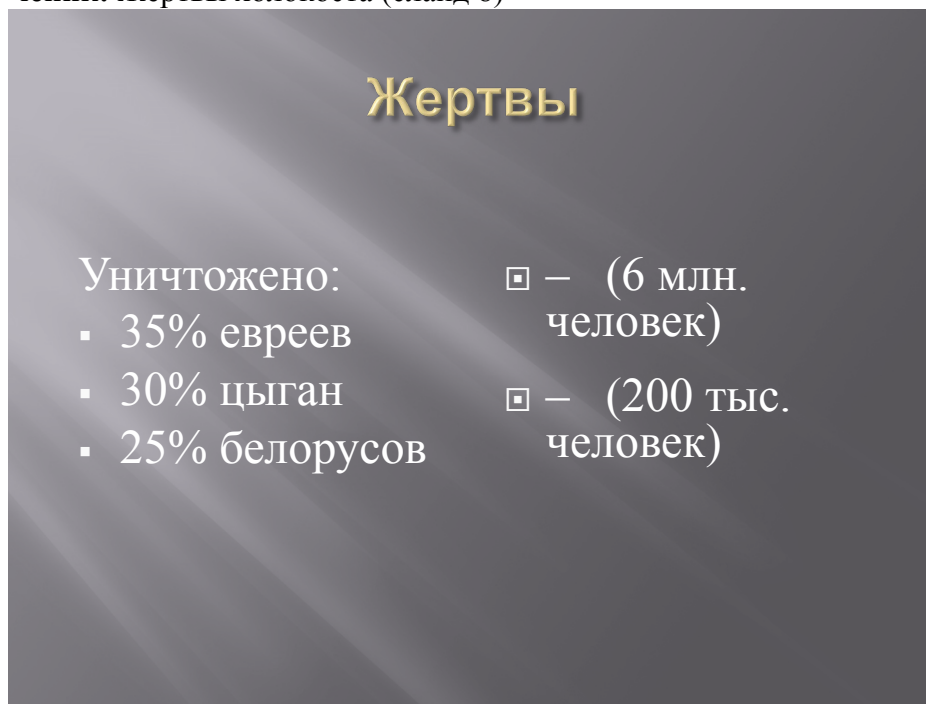 Жертвы
Уничтожено:
▪ 35% евреев
▪ 30% цыган
▪ 25% белорусов
– (6 млн.
человек)
– (200 тыс.
человек)